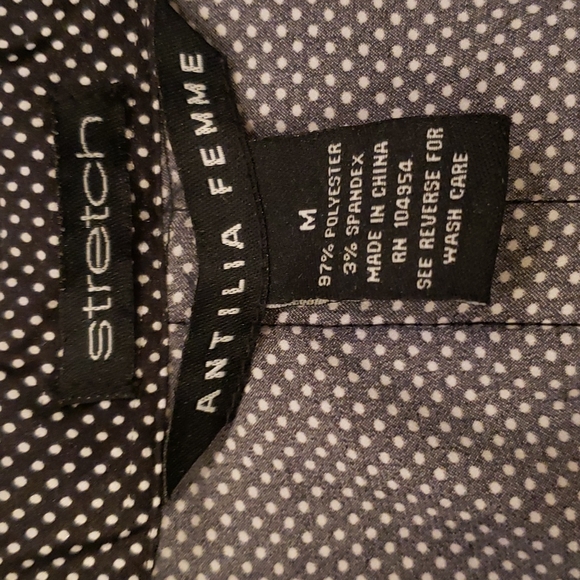 stretch
ANTILIA FEMME
M
97% POLYESTER
3% SPANDEX
MADE IN CHINA
RN 104954
SEE REVERSE FOR
WASH CARE